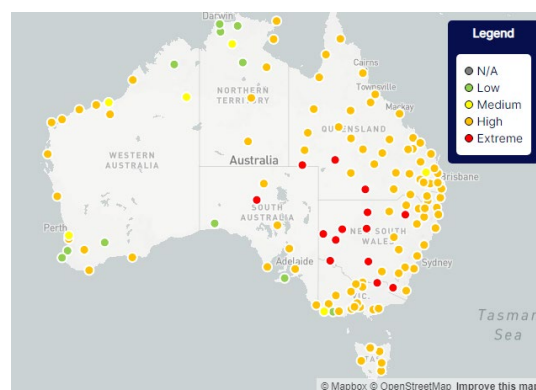 Darwin
Legend
N/A
Low
Medium
High
Extreme
Cairns
Townsville
Mackay
NORTHERN
TERRITORY
QUEENSLAND
WESTERN
AUSTRALIA
Australia
Brisbane
SOUTH
AUSTRALIA
Perth
NEW SOUTH
WALES
Adelaide
Sydney
VIC.
Tasman
Sea
© Mapbox © OpenStreetMap Improve this map